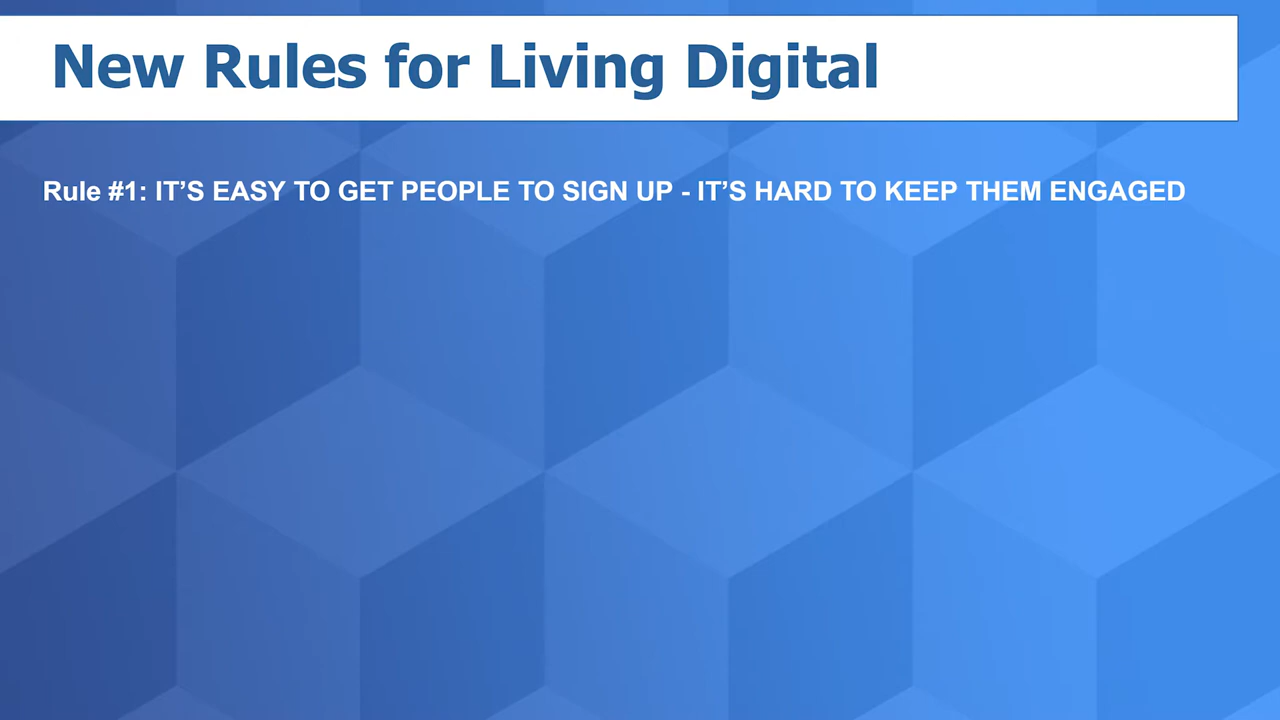 New Rules for Living Digital
Rule #1: IT’S EASY TO GET PEOPLE TO SIGN UP - IT’S HARD TO KEEP THEM ENGAGED